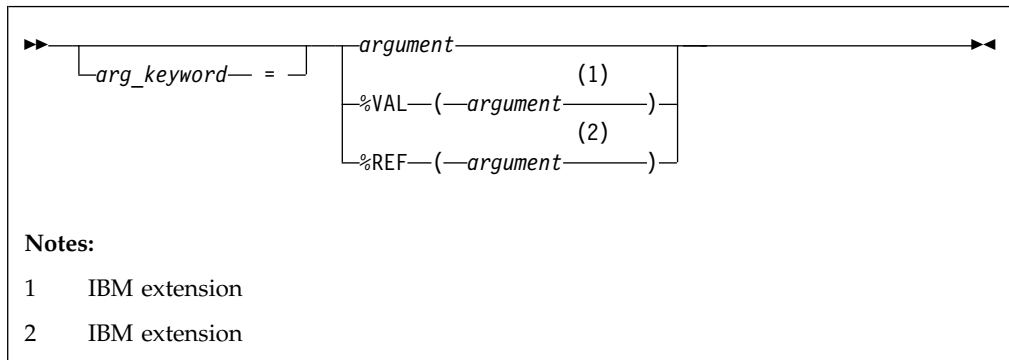 argument
arg_keyword =
(1)
%VAL ( argument )
(2)
%REF ( argument )
Notes:
1 IBM extension
2 IBM extension